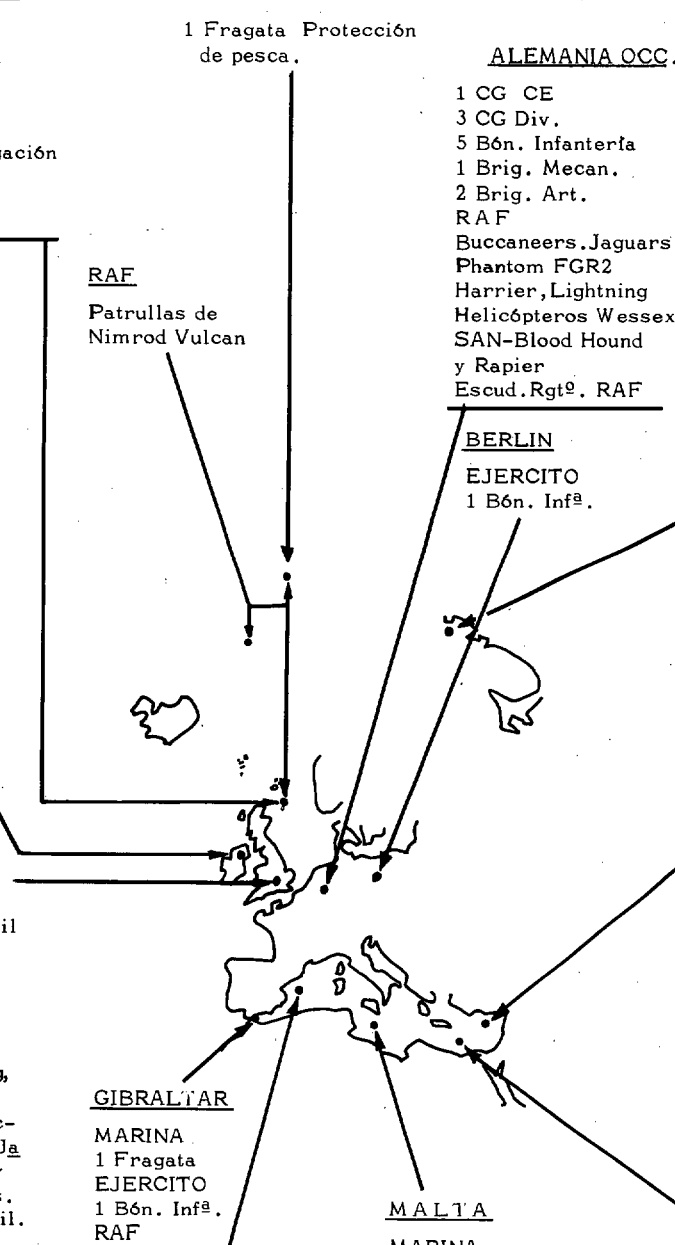 1 Fragata Protección
de pesca.
ALEMANIA OCC.
1 CG CE
3 CG Div.
5 Bón. Infantería
1 Brig. Mecan.
2 Brig. Art.
RAF
Buccaneers.Jaguars
Phantom FGR2
Harrier,Lightning
Helicópteros Wessex
SAN-Blood Hound
y Rapier
Escud.Rgtº. RAF
RAF
Patrullas de
Nimrod Vulcan
BERLIN
EJERCITO
1 Bón. Infª.
GIBRALTAR
MARINA
1 Fragata
EJERCITO
1 Bón. Infª.
RAF
MALTA
MARINA